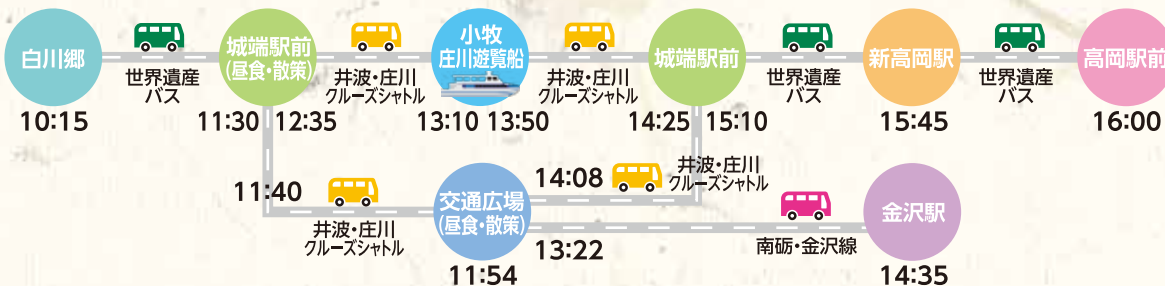 白川郷
世界遺産
バス
城端駅前
(昼食・散策)
井波・庄川
クルーズシャトル
小牧
庄川遊覧船
井波・庄川
クルーズシャトル
城端駅前
世界遺産
バス
新高岡駅
世界遺産
バス
高岡駅前
10:15
11:30 12:35
13:10 13:50
14:25 15:10
15:45
16:00
11:40
井波・庄川
クルーズシャトル
交通広場
(昼食・散策)
11:54
14:08
井波・庄川
クルーズシャトル
13:22
南砺・金沢線
金沢駅
14:35